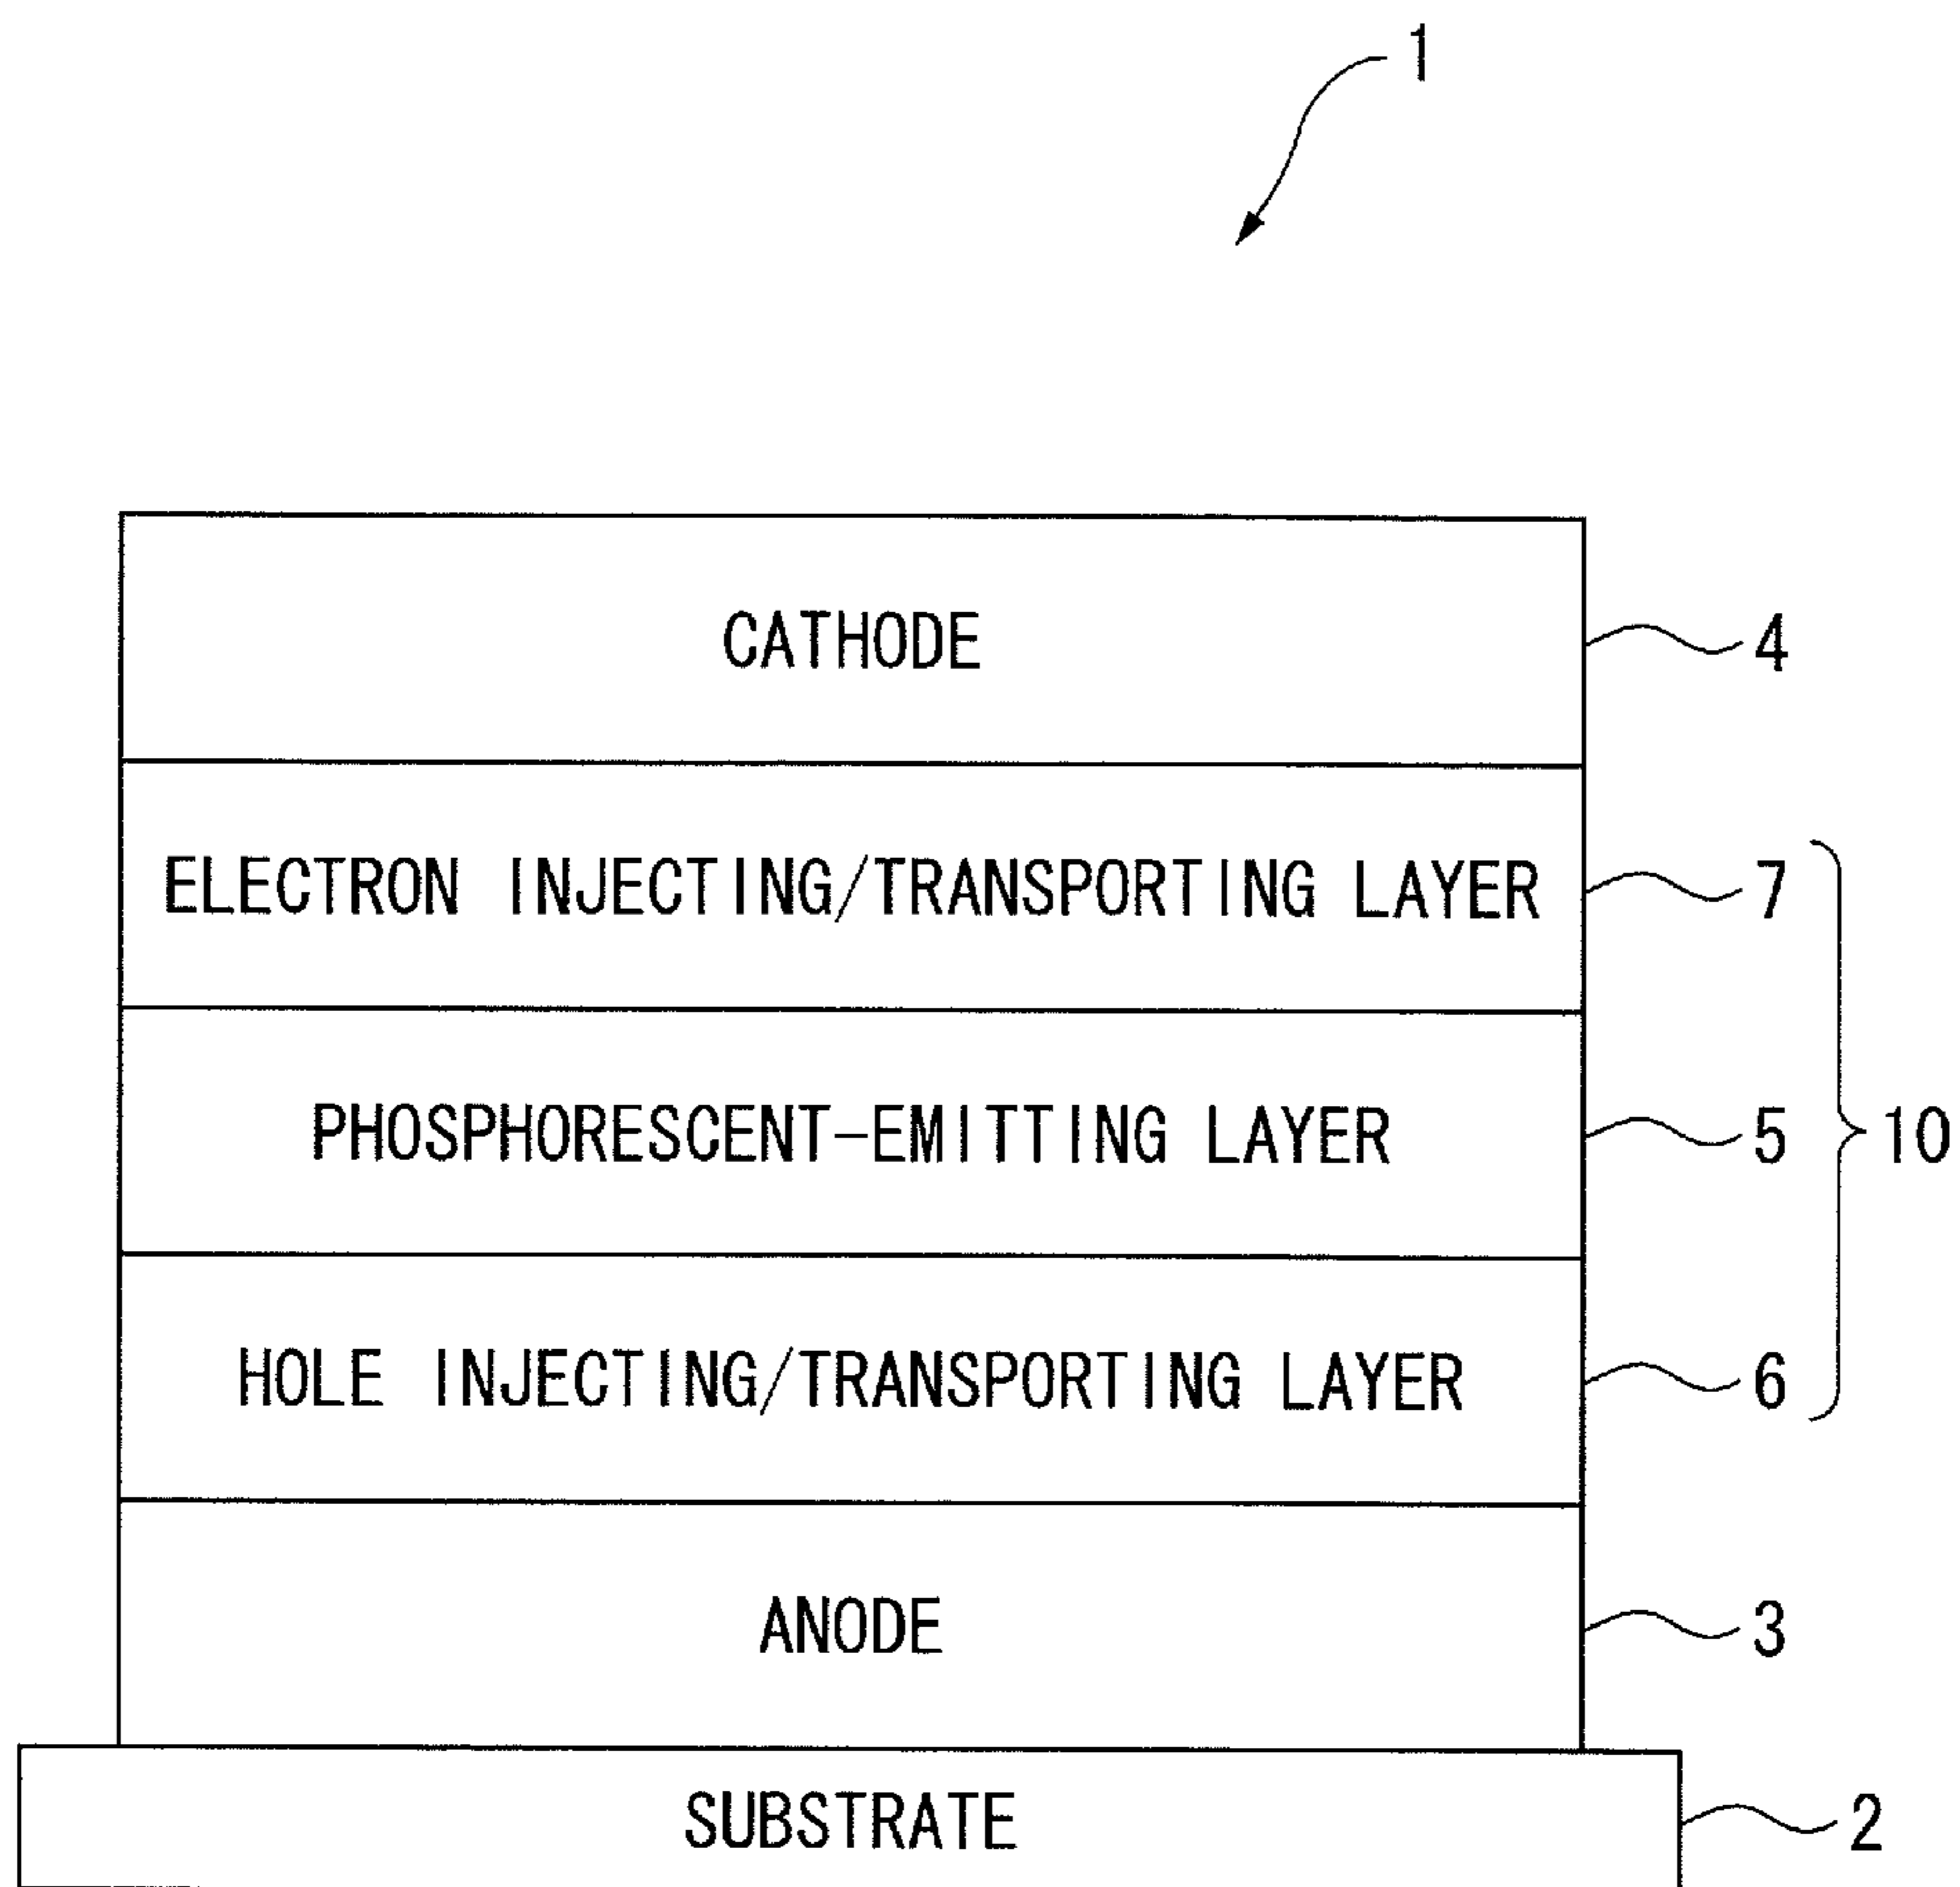 1
CATHODE 4
ELECTRON INJECTING/TRANSPORTING LAYER 7
PHOSPHORESCENT-EMITTING LAYER 5 10
HOLE INJECTING/TRANSPORTING LAYER 6
ANODE 3
SUBSTRATE 2